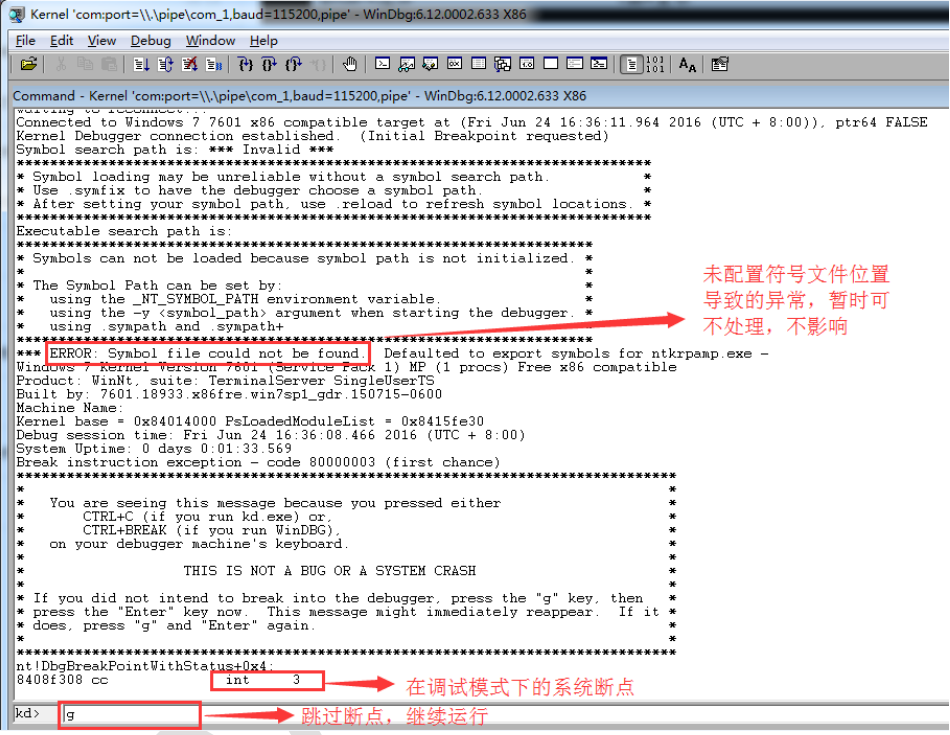 Kernel 'com:port=\\.\pipe\com_1,baud=115200,pipe' - WinDbg:6.12.0002.633 X86
File Edit View Debug Window Help
Command - Kernel 'com:port=\\.\pipe\com_1,baud=115200,pipe' - WinDbg:6.12.0002.633 X86
waiting to reconnect...
Connected to Windows 7 7601 x86 compatible target at (Fri Jun 24 16:36:11.964 2016 (UTC + 8:00)), ptr64 FALSE
Kernel Debugger connection established.  (Initial Breakpoint requested)
Symbol search path is: *** Invalid ***
****************************************************************************
* Symbol loading may be unreliable without a symbol search path.           *
* Use .symfix to have the debugger choose a symbol path.                   *
* After setting your symbol path, use .reload to refresh symbol locations. *
****************************************************************************
Executable search path is:
*********************************************************************
* Symbols can not be loaded because symbol path is not initialized. *
*                                                                   *
* The Symbol Path can be set by:                                    *
*   using the _NT_SYMBOL_PATH environment variable.                 *
*   using the -y <symbol_path> argument when starting the debugger. *
*   using .sympath and .sympath+                                    *
*********************************************************************
未配置符号文件位置
导致的异常，暂时可
不处理，不影响
*** ERROR: Symbol file could not be found.  Defaulted to export symbols for ntkrpamp.exe -
Windows 7 Kernel Version 7601 (Service Pack 1) MP (1 procs) Free x86 compatible
Product: WinNt, suite: TerminalServer SingleUserTS
Built by: 7601.18933.x86fre.win7sp1_gdr.150715-0600
Machine Name:
Kernel base = 0x84014000 PsLoadedModuleList = 0x8415fe30
Debug session time: Fri Jun 24 16:36:08.466 2016 (UTC + 8:00)
System Uptime: 0 days 0:01:33.569
Break instruction exception - code 80000003 (first chance)
*******************************************************************************
*                                                                             *
*   You are seeing this message because you pressed either                    *
*       CTRL+C (if you run kd.exe) or,                                        *
*       CTRL+BREAK (if you run WinDBG),                                       *
*   on your debugger machine's keyboard.                                      *
*                                                                             *
*                   THIS IS NOT A BUG OR A SYSTEM CRASH                       *
*                                                                             *
* If you did not intend to break into the debugger, press the "g" key, then   *
* press the "Enter" key now.  This message might immediately reappear.  If it *
* does, press "g" and "Enter" again.                                          *
*                                                                             *
*******************************************************************************
nt!DbgBreakPointWithStatus+0x4:
8408f308 cc              int     3
在调试模式下的系统断点
kd> g
跳过断点，继续运行